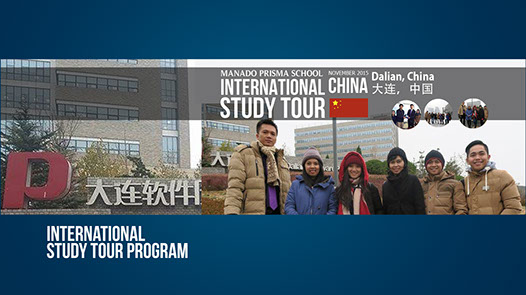 MANADO PRISMA SCHOOL
INTERNATIONAL
STUDY TOUR
NOVEMBER 2015
CHINA
Dalian, China
大连，中国
大连软件
INTERNATIONAL
STUDY TOUR PROGRAM